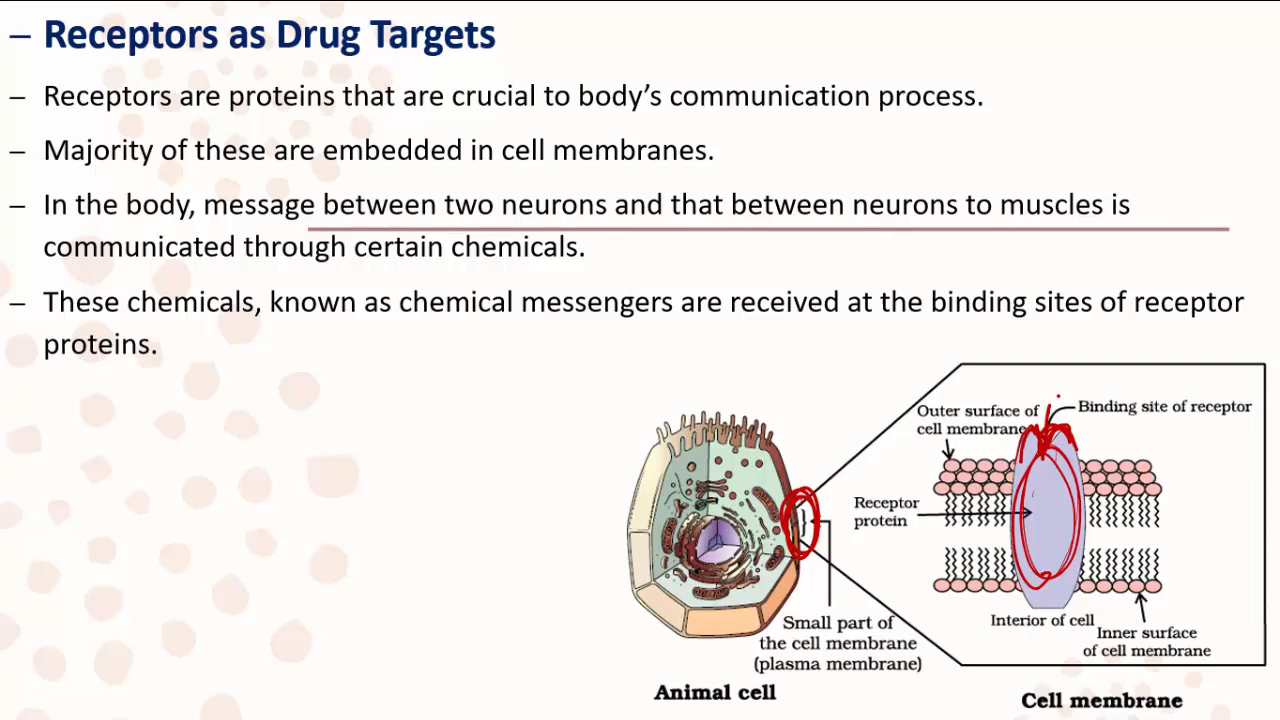 – Receptors as Drug Targets
– Receptors are proteins that are crucial to body’s communication process.
– Majority of these are embedded in cell membranes.
– In the body, message between two neurons and that between neurons to muscles is
communicated through certain chemicals.
– These chemicals, known as chemical messengers are received at the binding sites of receptor
proteins.
Outer surface of
cell membrane
Binding site of receptor
Receptor
protein
Interior of cell
Inner surface
of cell membrane
Small part of
the cell membrane
(plasma membrane)
Animal cell
Cell membrane